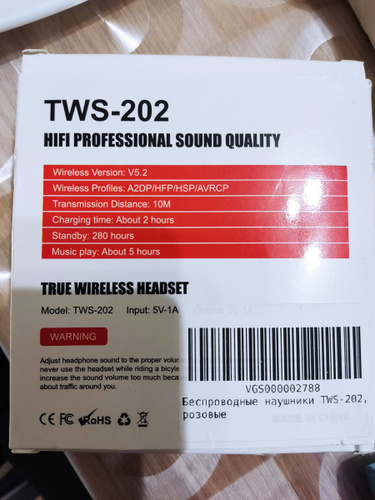 TWS-202
HIFI PROFESSIONAL SOUND QUALITY
Wireless Version: V5.2
Wireless Profiles: A2DP/HFP/HSP/AVRCP
Transmission Distance: 10M
Charging time: About 2 hours
Standby: 280 hours
Music play: About 5 hours
TRUE WIRELESS HEADSET
Model: TWS-202 Input: 5V-1A
WARNING
Adjust headphone sound to the proper
never use the headset while riding a
increase the sound volume too much
about traffic around you.
VGS000002788
Беспроводные наушники TWS-202,
розовые
MADE IN CHINA
CE FC RoHS